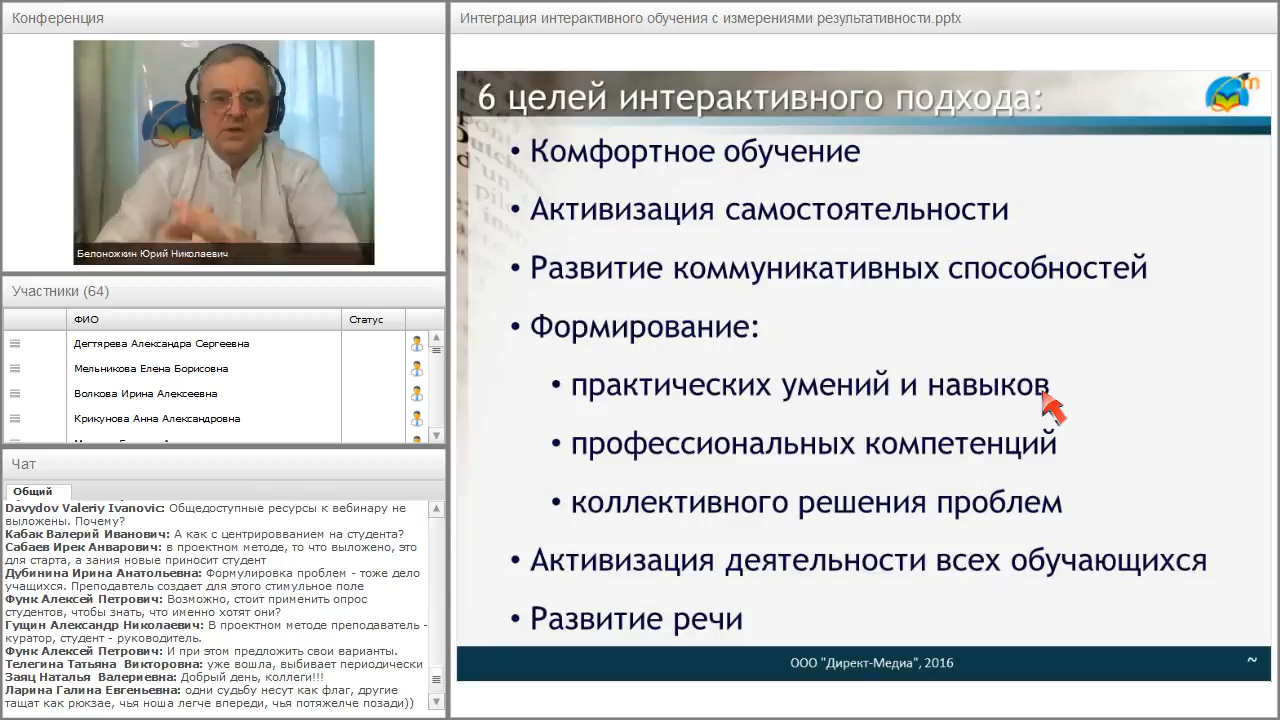 Конференция
Белоножкин Юрий Николаевич
Участники (64)
ФИО
Статус
Дегтярева Александра Сергеевна
Мельникова Елена Борисовна
Волкова Ирина Алексеевна
Крикунова Анна Александровна
Чат
Общий
Davydov Valeriy Ivanovic: Общедоступные ресурсы к вебинару не
выложены. Почему?
Кабак Валерий Иванович: А как с центрированием на студента?
Сабаев Ирек Анварович: в проектном методе, то что выложено, это
для старта, а зания новые приносит студент
Дубинина Ирина Анатольевна: Формулировка проблем - тоже дело
учащихся. Преподаватель создает для этого стимульное поле
Функ Алексей Петрович: Возможно, стоит применить опрос
студентов, чтобы знать, что именно хотят они?
Гущин Александр Николаевич: В проектном методе преподаватель -
куратор, студент - руководитель.
Функ Алексей Петрович: И при этом предложить свои варианты.
Телегина Татьяна Викторовна: уже вошла, выбивает периодически
Заяц Наталья Валериевна: Добрый день, коллеги!!!
Ларина Галина Евгеньевна: одни судьбу несут как флаг, другие
тащат как рюкзак, чья ноша легче впереди, чья потяжелче позади))
Интеграция интерактивного обучения с измерениями результативности.pptx
6 целей интерактивного подхода:
• Комфортное обучение
• Активизация самостоятельности
• Развитие коммуникативных способностей
• Формирование:
• практических умений и навыков
• профессиональных компетенций
• коллективного решения проблем
• Активизация деятельности всех обучающихся
• Развитие речи
ООО "Директ-Медиа", 2016
~